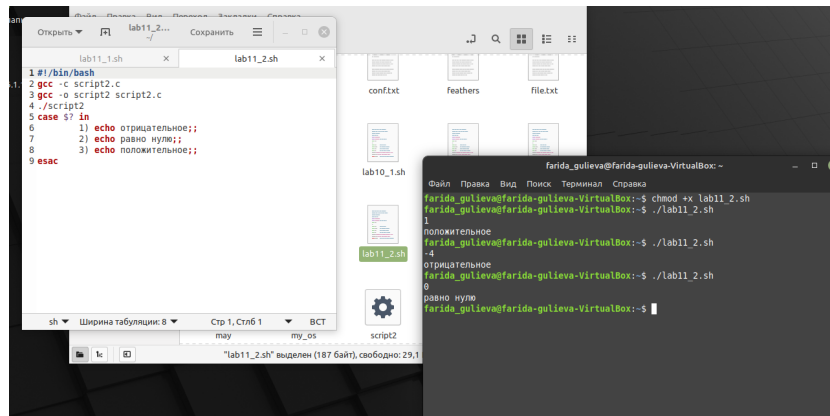 Файл Правка Вид Переход Закладки Справка
Открыть lab11_2... Сохранить
~/
lab11_1.sh × lab11_2.sh ×
1 #!/bin/bash
2 gcc -c script2.c
3 gcc -o script2 script2.c
4 ./script2
5 case $? in
6 1) echo отрицательное;;
7 2) echo равно нулю;;
8 3) echo положительное;;
9 esac
sh Ширина табуляции: 8 Стр 1, Стлб 1 ВСТ
conf.txt feathers file.txt
lab10_1.sh
lab11_2.sh
may my_os script2
"lab11_2.sh" выделен (187 байт), свободно: 29,1
farida_gulieva@farida-gulieva-VirtualBox: ~
Файл Правка Вид Поиск Терминал Справка
farida_gulieva@farida-gulieva-VirtualBox:~$ chmod +x lab11_2.sh
farida_gulieva@farida-gulieva-VirtualBox:~$ ./lab11_2.sh
1
положительное
farida_gulieva@farida-gulieva-VirtualBox:~$ ./lab11_2.sh
-4
отрицательное
farida_gulieva@farida-gulieva-VirtualBox:~$ ./lab11_2.sh
0
равно нулю
farida_gulieva@farida-gulieva-VirtualBox:~$